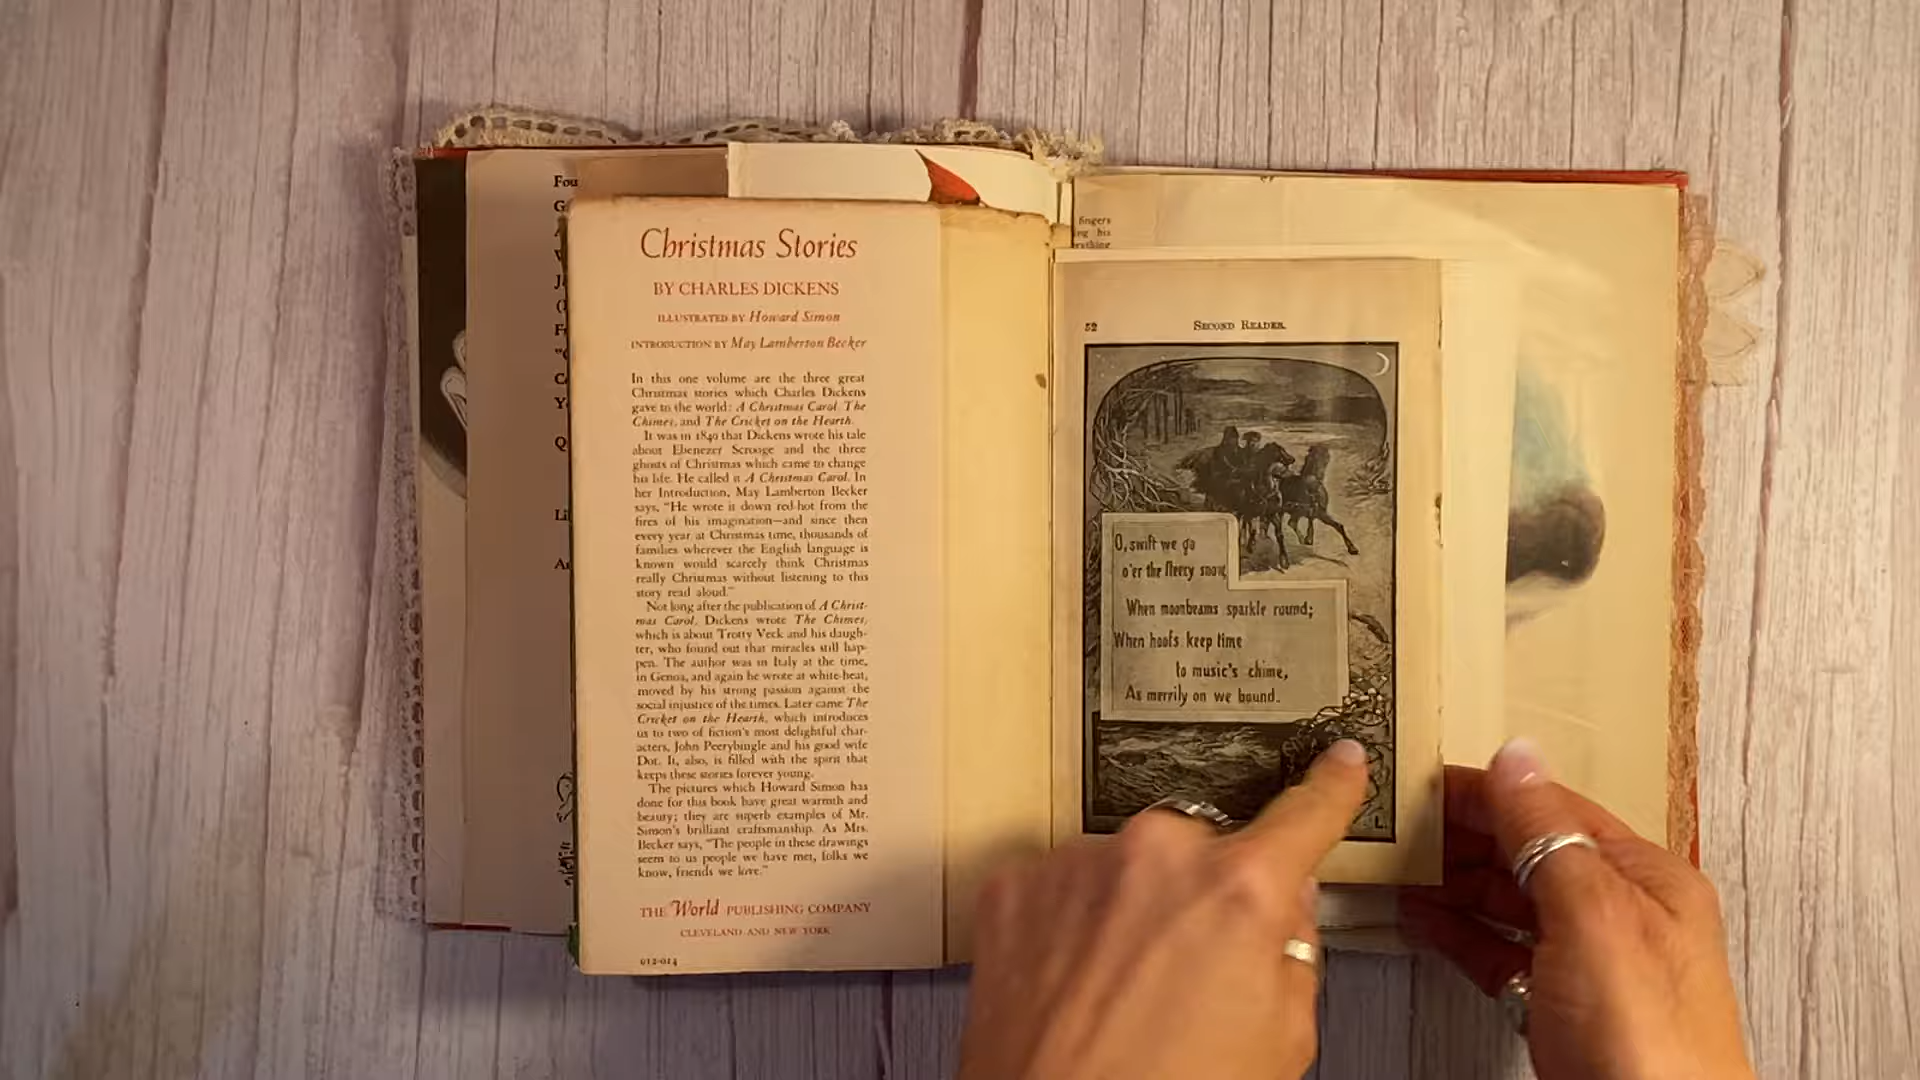 Fou
G
J
(
F
"
C
Y
Q
Li
A
Christmas Stories
BY CHARLES DICKENS
ILLUSTRATED BY Howard Simon
INTRODUCTION BY May Lamberton Becker
In this one volume are the three great
Christmas stories which Charles Dickens
gave to the world: A Christmas Carol, The
Chimes, and The Cricket on the Hearth.
It was in 1840 that Dickens wrote his tale
about Ebenezer Scrooge and the three
ghosts of Christmas which came to change
his life. He called it A Christmas Carol. In
her Introduction, May Lamberton Becker
says, "He wrote it down red-hot from the
fires of his imagination—and since then
every year at Christmas time, thousands of
families wherever the English language is
known would scarcely think Christmas
really Christmas without listening to this
story read aloud."
Not long after the publication of A Christ-
mas Carol, Dickens wrote The Chimes,
which is about Trotty Veck and his daugh-
ter, who found out that miracles still hap-
pen. The author was in Italy at the time,
in Genoa, and again he wrote at white-heat,
moved by his strong passion against the
social injustice of the times. Later came The
Cricket on the Hearth, which introduces
us to two of fiction's most delightful char-
acters, John Peerybingle and his good wife
Dot. It, also, is filled with the spirit that
keeps these stories forever young.
The pictures which Howard Simon has
done for this book have great warmth and
beauty; they are superb examples of Mr.
Simon's brilliant craftsmanship. As Mrs.
Becker says, "The people in these drawings
seem to us people we have met, folks we
know, friends we love."
THE World PUBLISHING COMPANY
CLEVELAND AND NEW YORK
012-014
fingers
ing his
erything
52 SECOND READER.
O, swift we go
o'er the fleecy snow,
When moonbeams sparkle round;
When hoofs keep time
to music's chime,
As merrily on we bound.
L.